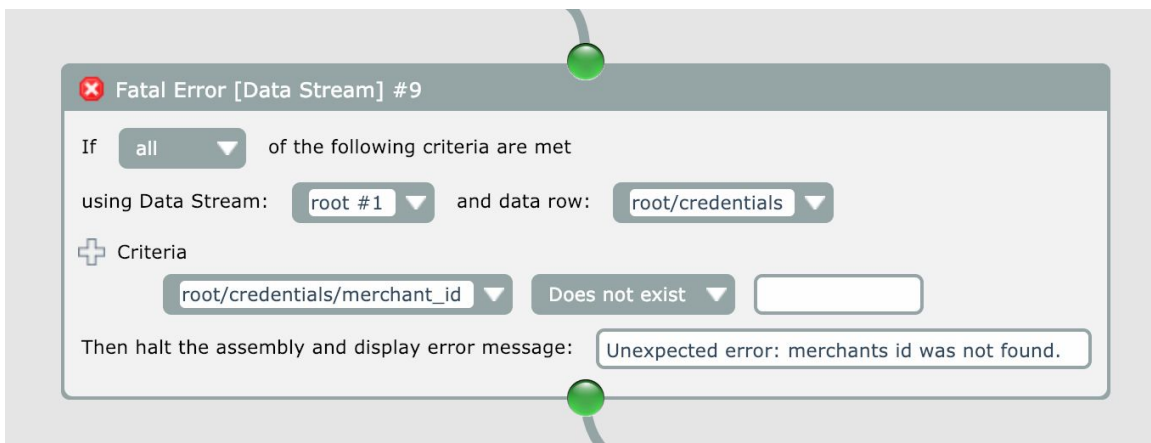 Fatal Error [Data Stream] #9
If all of the following criteria are met
using Data Stream: root #1 and data row: root/credentials
Criteria
root/credentials/merchant_id Does not exist
Then halt the assembly and display error message: Unexpected error: merchants id was not found.